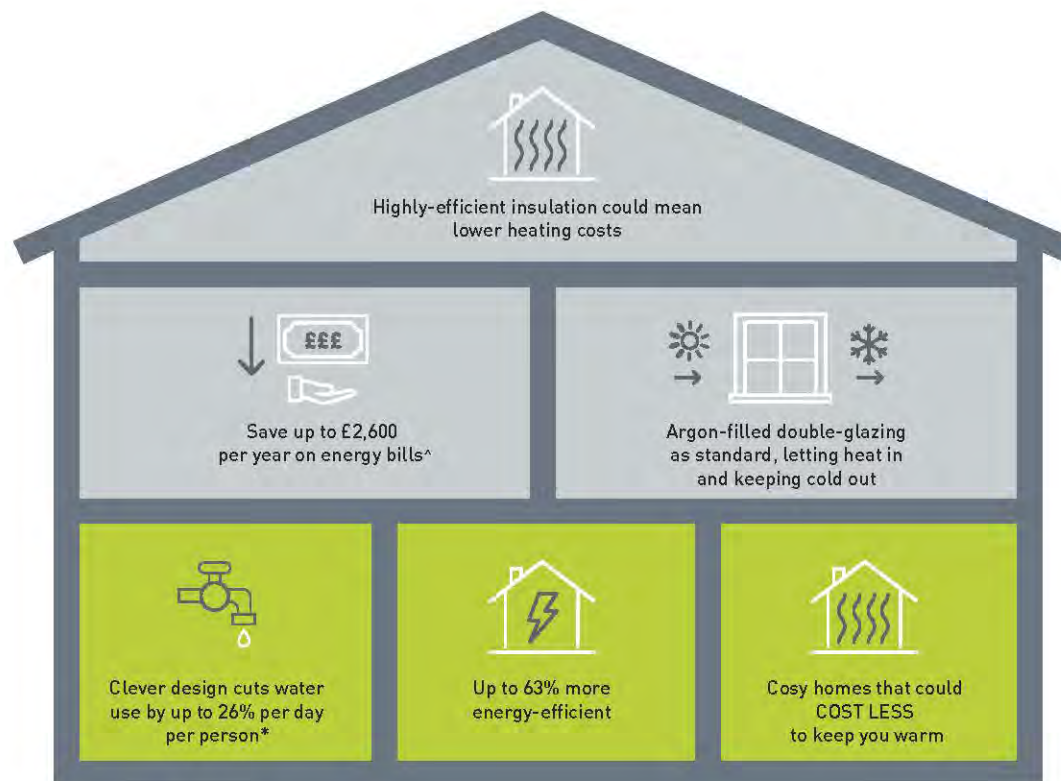 Highly-efficient insulation could mean
lower heating costs
£££
Save up to £2,600
per year on energy bills^
Argon-filled double-glazing
as standard, letting heat in
and keeping cold out
Clever design cuts water
use by up to 26% per day
per person*
Up to 63% more
energy-efficient
Cosy homes that could
COST LESS
to keep you warm